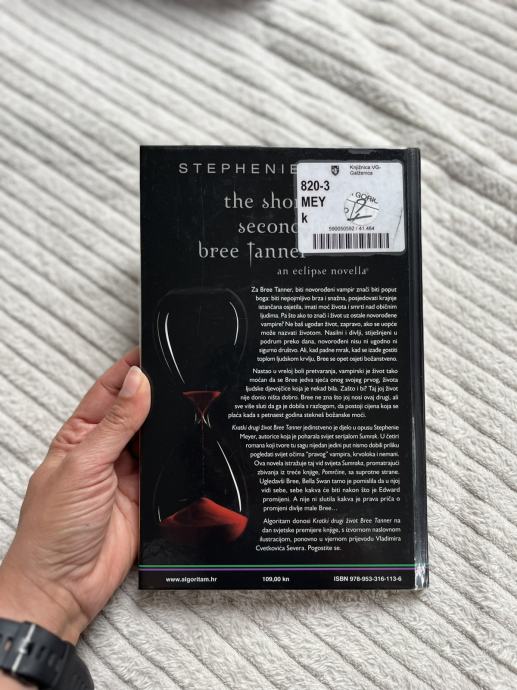 STEPHENIE
Knjižnica VG-
Galženica
820-3
MEY
k
GORIC
500050592 / 41.464
the shor
second
bree tanner
an eclipse novella
Za Bree Tanner, biti novorođeni vampir znači biti poput
boga: biti nepojmljivo brza i snažna, posjedovati krajnje
istančana osjetila, imati moć života i smrti nad običnim
ljudima. Pa što ako to znači i život uz ostale novorođene
vampire? Ne baš ugodan život, zapravo, ako se uopće
može nazvati životom. Nasilni i divlji, stiješnjeni u
podrum preko dana, novorođeni nisu ni ugodno ni
sigurno društvo. Ali, kad padne mrak, kad se izađe gostiti
toplom ljudskom krvlju, Bree se opet osjeti božanstveno.
Nastao u vreloj boli pretvaranja, vampirski je život tako
moćan da se Bree jedva sjeća onog svojeg prvog, života
ljudske djevojčice koja je nekad bila. Zašto i bi? Taj joj život
nije donio ništa dobro. Bree ne zna što joj nosi ovaj drugi, ali
sve više sluti da ga je dobila s razlogom, da postoji cijena koja se
plaća kada s petnaest godina stekneš božanske moći.
Kratki drugi život Bree Tanner jedinstveno je djelo u opusu Stephenie
Meyer, autorice koja je poharala svijet serijalom Sumrak. U četiri
romana koji tvore tu sagu nijedan jedini put nismo dobili priliku
pogledati svijet očima "pravog" vampira, krvoloka i nemani.
Ova novela istražuje taj vid svijeta Sumraka, promatrajući
zbivanja iz treće knjige, Pomrčine, sa suprotne strane.
Ugledavši Bree, Bella Swan tamo je pomislila da u njoj
vidi sebe, sebe kakva će biti nakon što je Edward
promijeni. A nije ni slutila kakva je prava priča o
promjeni divlje male Bree...
Algoritam donosi Kratki drugi život Bree Tanner na
dan svjetske premijere knjige, s izvornom naslovnom
ilustracijom, ponovo u vjernom prijevodu Vladimira
Cvetkovića Severa. Pogostite se.
www.algoritam.hr
109,00 kn
ISBN 978-953-316-113-6